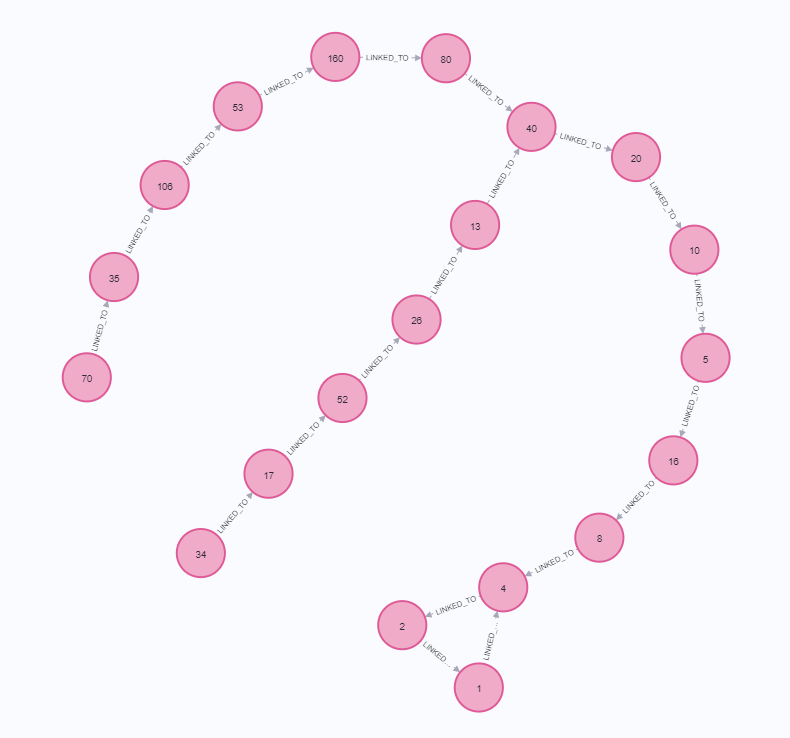 160
LINKED_TO
80
LINKED_TO
LINKED_TO
53
40
LINKED_TO
20
LINKED_TO
106
LINKED_TO
LINKED_TO
13
LINKED_TO
10
LINKED_TO
35
LINKED_TO
26
LINKED_TO
LINKED_TO
5
70
LINKED_TO
52
LINKED_TO
LINKED_TO
16
17
LINKED_TO
LINKED_TO
8
34
LINKED_TO
4
LINKED_TO
2
LINKED...
LINKED_...
1